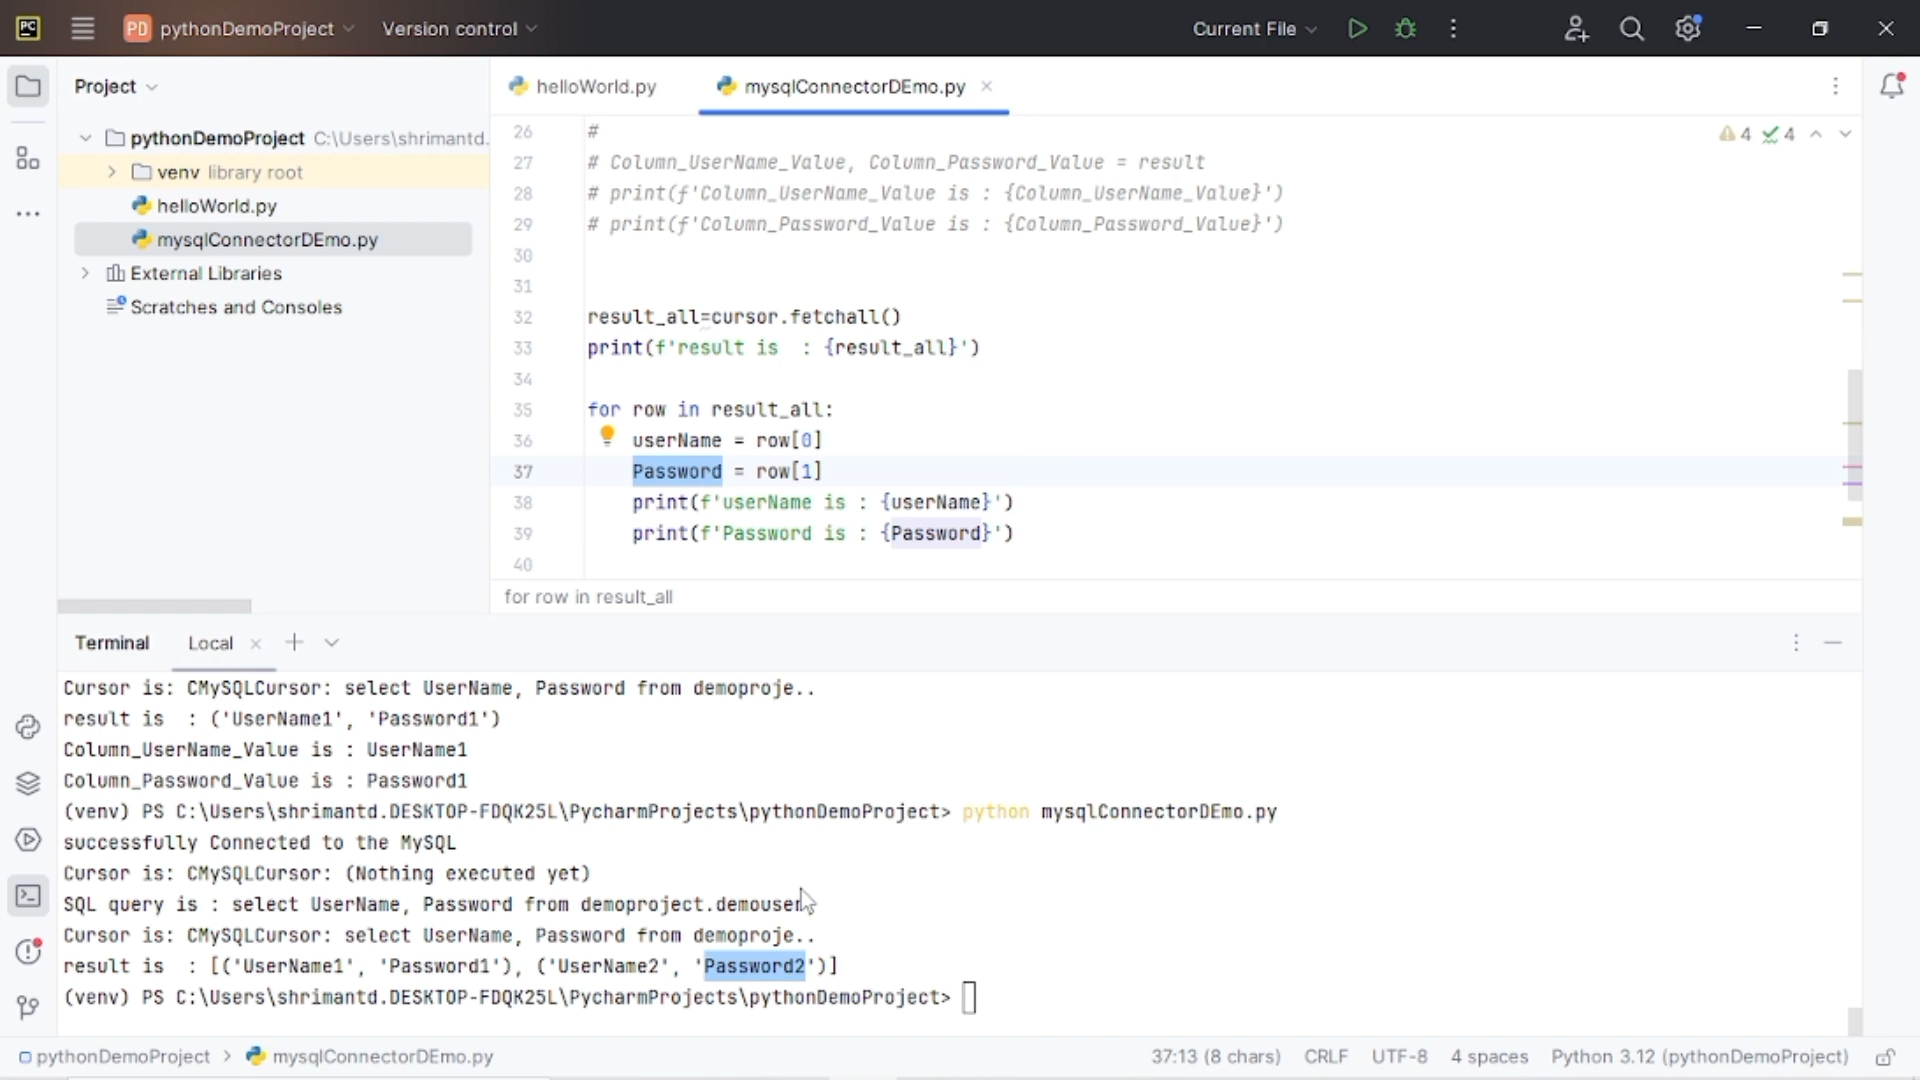 PC PD pythonDemoProject Version control Current File
Project
pythonDemoProject C:\Users\shrimantd.
venv library root
helloWorld.py
mysqlConnectorDEmo.py
External Libraries
Scratches and Consoles
helloWorld.py mysqlConnectorDEmo.py
4 4
26 #
27 # Column_UserName_Value, Column_Password_Value = result
28 # print(f'Column_UserName_Value is : {Column_UserName_Value}')
29 # print(f'Column_Password_Value is : {Column_Password_Value}')
30
31
32 result_all=cursor.fetchall()
33 print(f'result is  : {result_all}')
34
35 for row in result_all:
36 userName = row[0]
37 Password = row[1]
38 print(f'userName is : {userName}')
39 print(f'Password is : {Password}')
40
for row in result_all
Terminal Local
Cursor is: CMySQLCursor: select UserName, Password from demoproje..
result is  : ('UserName1', 'Password1')
Column_UserName_Value is : UserName1
Column_Password_Value is : Password1
(venv) PS C:\Users\shrimantd.DESKTOP-FDQK25L\PycharmProjects\pythonDemoProject> python mysqlConnectorDEmo.py
successfully Connected to the MySQL
Cursor is: CMySQLCursor: (Nothing executed yet)
SQL query is : select UserName, Password from demoproject.demouser
Cursor is: CMySQLCursor: select UserName, Password from demoproje..
result is  : [('UserName1', 'Password1'), ('UserName2', 'Password2')]
(venv) PS C:\Users\shrimantd.DESKTOP-FDQK25L\PycharmProjects\pythonDemoProject>
pythonDemoProject > mysqlConnectorDEmo.py 37:13 (8 chars) CRLF UTF-8 4 spaces Python 3.12 (pythonDemoProject)